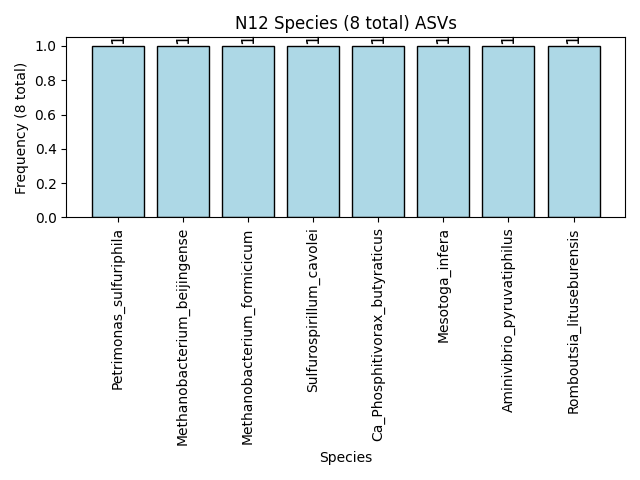 N12 Species (8 total) ASVs
Frequency (8 total)
1.0
0.8
0.6
0.4
0.2
0.0
1
1
1
1
1
1
1
1
Petrimonas_sulfuriphila
Methanobacterium_beijingense
Methanobacterium_formicicum
Sulfurospirillum_cavolei
Ca_Phosphitivorax_butyraticus
Mesotoga_infera
Aminivibrio_pyruvatiphilus
Romboutsia_lituseburensis
Species